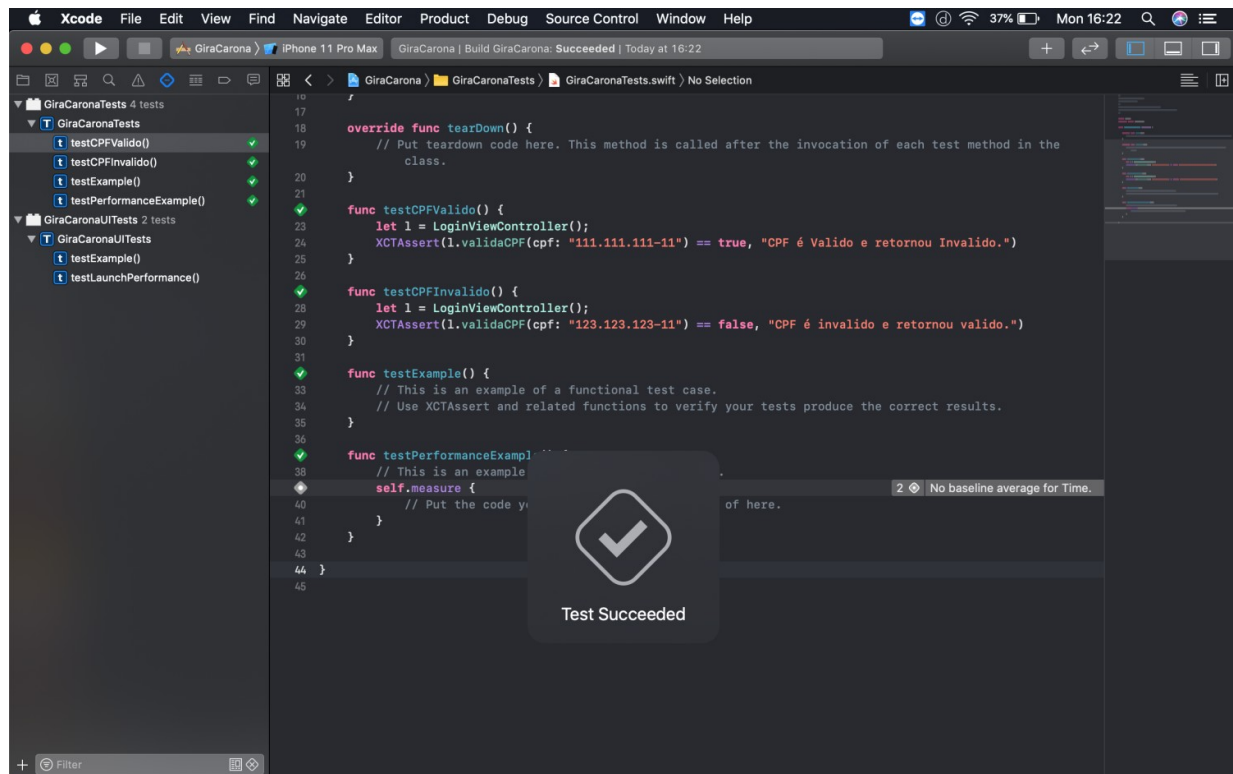 Xcode File Edit View Find Navigate Editor Product Debug Source Control Window Help 37% Mon 16:22
GiraCarona 〉 iPhone 11 Pro Max GiraCarona | Build GiraCarona: Succeeded | Today at 16:22
GiraCarona 〉 GiraCaronaTests 〉 GiraCaronaTests.swift 〉 No Selection
GiraCaronaTests 4 tests
GiraCaronaTests
testCPFValido()
testCPFInvalido()
testExample()
testPerformanceExample()
GiraCaronaUITests 2 tests
GiraCaronaUITests
testExample()
testLaunchPerformance()
16 }
17
18 override func tearDown() {
19 // Put teardown code here. This method is called after the invocation of each test method in the
class.
20 }
21
func testCPFValido() {
23 let l = LoginViewController();
24 XCTAssert(l.validaCPF(cpf: "111.111.111-11") == true, "CPF é Valido e retornou Invalido.")
25 }
26
func testCPFInvalido() {
28 let l = LoginViewController();
29 XCTAssert(l.validaCPF(cpf: "123.123.123-11") == false, "CPF é invalido e retornou valido.")
30 }
31
func testExample() {
33 // This is an example of a functional test case.
34 // Use XCTAssert and related functions to verify your tests produce the correct results.
35 }
36
func testPerformanceExampl
38 // This is an example .
self.measure { 2 No baseline average for Time.
40 // Put the code y of here.
41 }
42 }
43
44 }
45
Test Succeeded
Filter